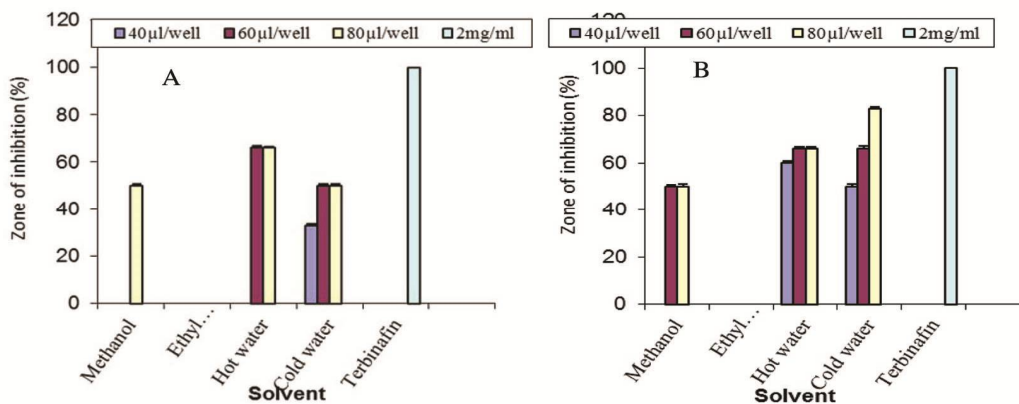 120
40µl/well 60µl/well 80µl/well 2mg/ml
A
100
80
60
40
20
0
Zone of inhibition (%)
Methanol
Ethyl…
Hot water
Cold water
Terbinafin
Solvent
120
40µl/well 60µl/well 80µl/well 2mg/ml
B
100
80
60
40
20
0
Zone of inhibition (%)
Methanol
Ethyl…
Hot water
Cold water
Terbinafin
Solvent